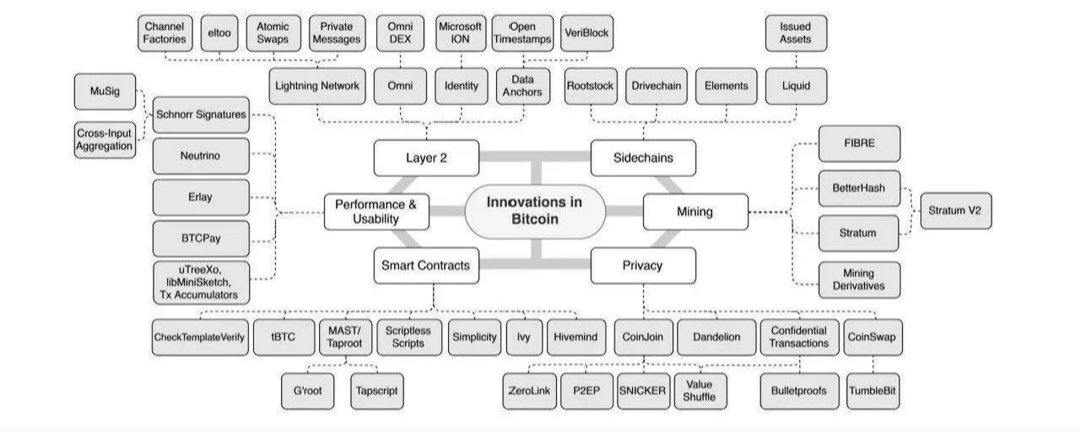 Channel
Factories
eltoo
Atomic
Swaps
Private
Messages
Omni
DEX
Microsoft
ION
Open
Timestamps
VeriBlock
Issued
Assets
MuSig
Lightning Network
Omni
Identity
Data
Anchors
Rootstock
Drivechain
Elements
Liquid
Schnorr Signatures
Cross-Input
Aggregation
Neutrino
Layer 2
Sidechains
FIBRE
Erlay
Performance &
Usability
Innovations in
Bitcoin
Mining
BetterHash
Stratum V2
BTCPay
Stratum
uTreeXo,
libMiniSketch,
Tx Accumulators
Smart Contracts
Privacy
Mining
Derivatives
CheckTemplateVerify
tBTC
MAST/
Taproot
Scriptless
Scripts
Simplicity
Ivy
Hivemind
CoinJoin
Dandelion
Confidential
Transactions
CoinSwap
G'root
Tapscript
ZeroLink
P2EP
SNICKER
Value
Shuffle
Bulletproofs
TumbleBit